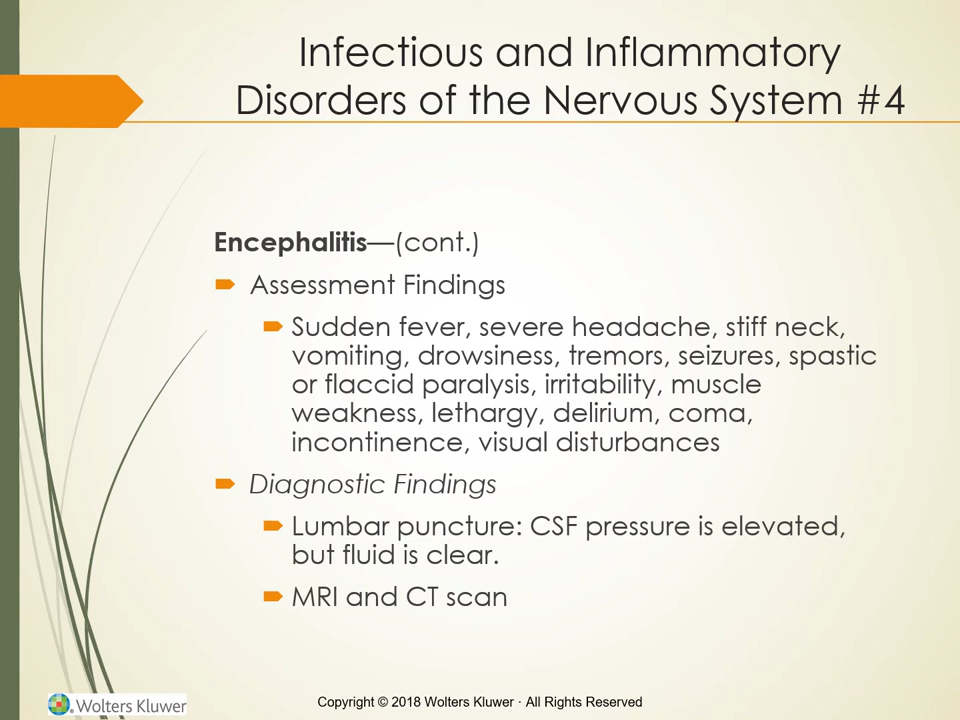 Infectious and Inflammatory
Disorders of the Nervous System #4
Encephalitis—(cont.)
Assessment Findings
Sudden fever, severe headache, stiff neck,
vomiting, drowsiness, tremors, seizures, spastic
or flaccid paralysis, irritability, muscle
weakness, lethargy, delirium, coma,
incontinence, visual disturbances
Diagnostic Findings
Lumbar puncture: CSF pressure is elevated,
but fluid is clear.
MRI and CT scan
Wolters Kluwer
Copyright © 2018 Wolters Kluwer · All Rights Reserved